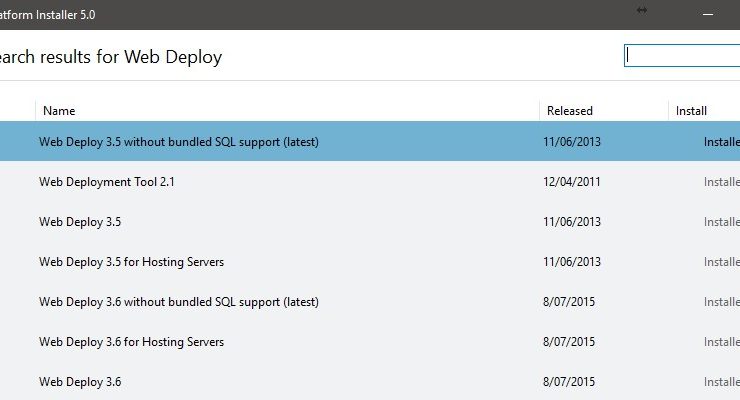 atform Installer 5.0
earch results for Web Deploy
Name Released Install
Web Deploy 3.5 without bundled SQL support (latest) 11/06/2013 Installe
Web Deployment Tool 2.1 12/04/2011 Installe
Web Deploy 3.5 11/06/2013 Installe
Web Deploy 3.5 for Hosting Servers 11/06/2013 Installe
Web Deploy 3.6 without bundled SQL support (latest) 8/07/2015 Installe
Web Deploy 3.6 for Hosting Servers 8/07/2015 Installe
Web Deploy 3.6 8/07/2015 Installe